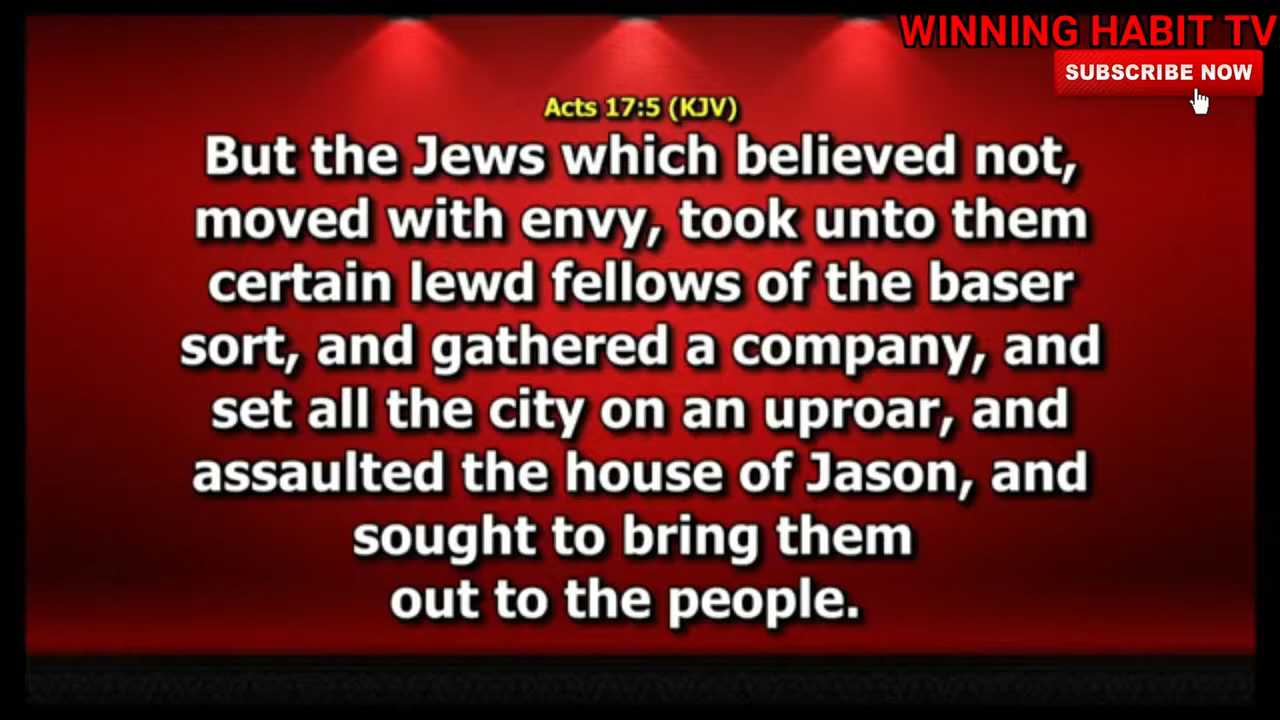 WINNING HABIT TV
SUBSCRIBE NOW
Acts 17:5 (KJV)
But the Jews which believed not,
moved with envy, took unto them
certain lewd fellows of the baser
sort, and gathered a company, and
set all the city on an uproar, and
assaulted the house of Jason, and
sought to bring them
out to the people.